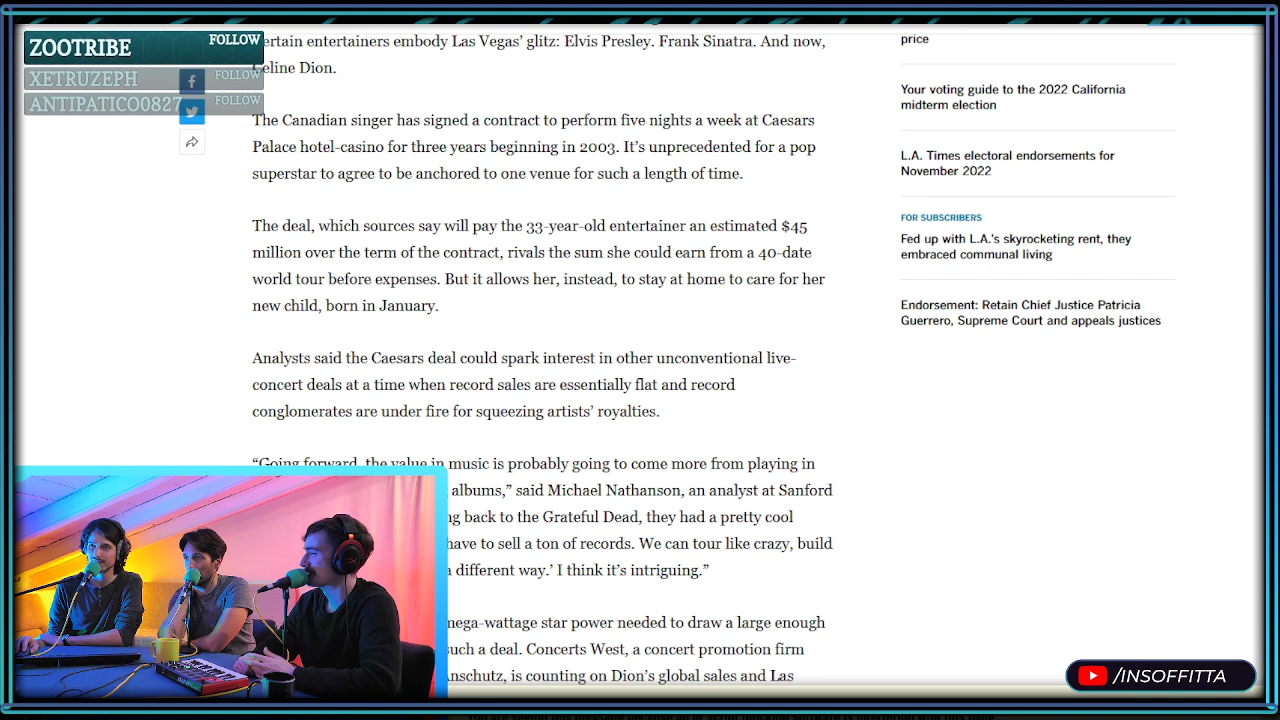 ZOOTRIBE FOLLOW
XETRUZEPH FOLLOW
ANTIPATICO0827 FOLLOW
entertainers embody Las Vegas’ glitz: Elvis Presley. Frank Sinatra. And now,
Dion.
The Canadian singer has signed a contract to perform five nights a week at Caesars
Palace hotel-casino for three years beginning in 2003. It’s unprecedented for a pop
superstar to agree to be anchored to one venue for such a length of time.
The deal, which sources say will pay the 33-year-old entertainer an estimated $45
million over the term of the contract, rivals the sum she could earn from a 40-date
world tour before expenses. But it allows her, instead, to stay at home to care for her
new child, born in January.
Analysts said the Caesars deal could spark interest in other unconventional live-
concert deals at a time when record sales are essentially flat and record
conglomerates are under fire for squeezing artists’ royalties.
“Going forward, the value in music is probably going to come more from playing in
albums,” said Michael Nathanson, an analyst at Sanford
back to the Grateful Dead, they had a pretty cool
have to sell a ton of records. We can tour like crazy, build
a different way.’ I think it’s intriguing.”
mega-wattage star power needed to draw a large enough
such a deal. Concerts West, a concert promotion firm
Anschutz, is counting on Dion’s global sales and Las
price
Your voting guide to the 2022 California
midterm election
L.A. Times electoral endorsements for
November 2022
FOR SUBSCRIBERS
Fed up with L.A.’s skyrocketing rent, they
embraced communal living
Endorsement: Retain Chief Justice Patricia
Guerrero, Supreme Court and appeals justices
/INSOFFITTA